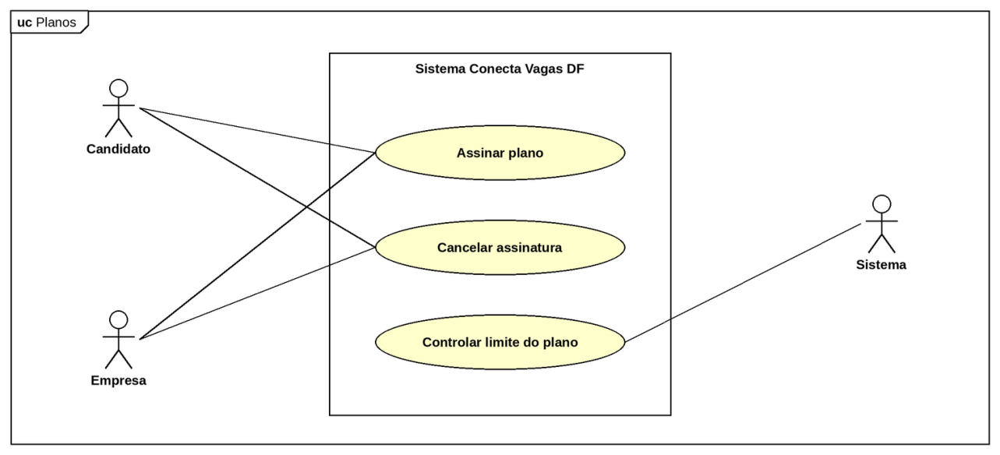 uc Planos
Sistema Conecta Vagas DF
Candidato
Assinar plano
Cancelar assinatura
Sistema
Controlar limite do plano
Empresa